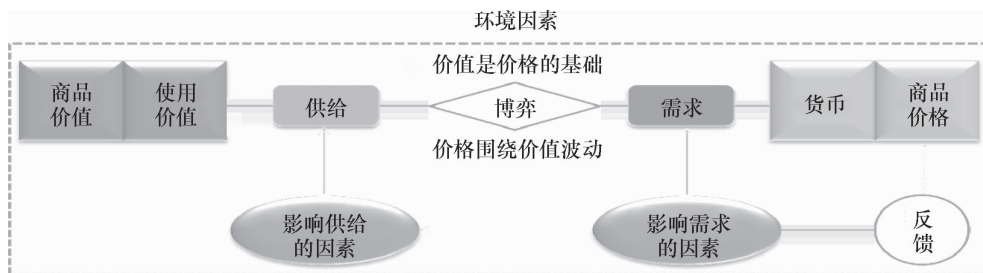 环境因素
价值是价格的基础
商品
价值
使用
价值
供给
博弈
需求
货币
商品
价格
价格围绕价值波动
影响供给
的因素
影响需求
的因素
反
馈